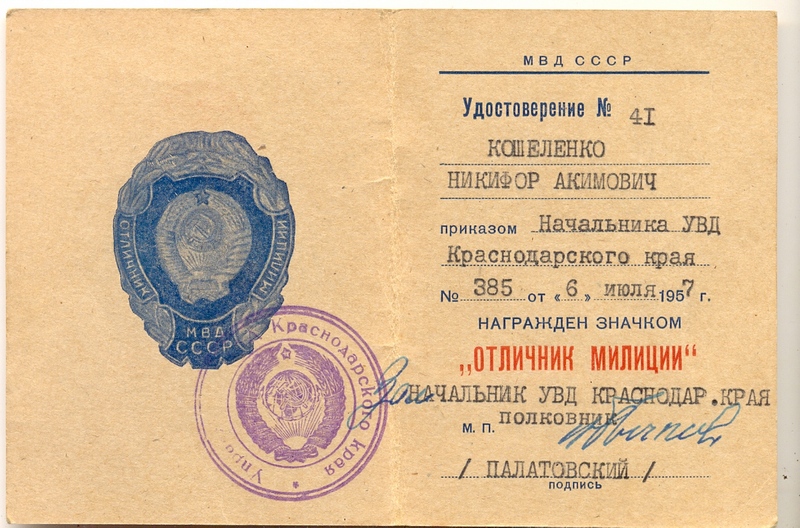 ОТЛИЧНИК МИЛИЦИИ
МВД
СССР
Краснодарского края
МВД СССР
Удостоверение № 41
КОШЕЛЕНКО
НИКИФОР АКИМОВИЧ
приказом Начальника УВД
Краснодарского края
№ 385 от «6» июля 1957 г.
НАГРАЖДЕН ЗНАЧКОМ
„ОТЛИЧНИК МИЛИЦИИ“
НАЧАЛЬНИК УВД КРАСНОДАР.КРАЯ
ПОЛКОВНИК
М. П.
/ ПАЛАТОВСКИЙ /
подпись